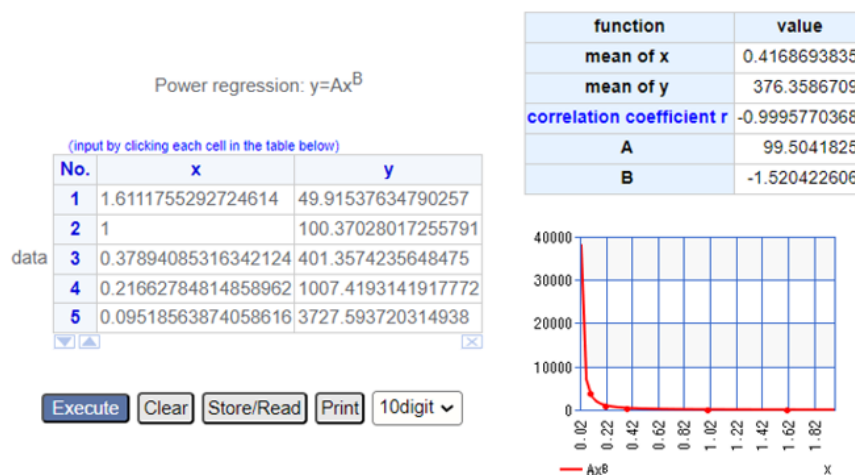 Power regression: y=AxB
(input by clicking each cell in the table below)
No. x y
1 1.6111755292724614 49.91537634790257
2 1 100.37028017255791
data 3 0.37894085316342124 401.3574235648475
4 0.21662784814858962 1007.4193141917772
5 0.09518563874058616 3727.593720314938
Execute Clear Store/Read Print 10digit
function value
mean of x 0.4168693835
mean of y 376.3586709
correlation coefficient r -0.9995770368
A 99.5041825
B -1.520422606
40000
30000
20000
10000
0
0.02 0.22 0.42 0.62 0.82 1.02 1.22 1.42 1.62 1.82
AxB x